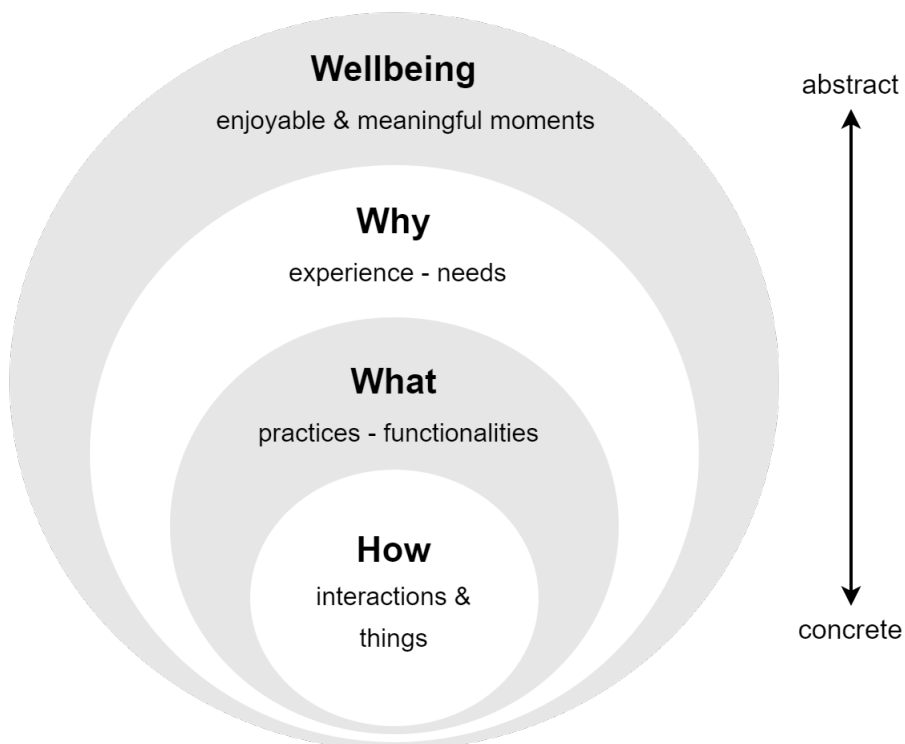 Wellbeing
enjoyable & meaningful moments
Why
experience - needs
What
practices - functionalities
How
interactions &
things
abstract
concrete